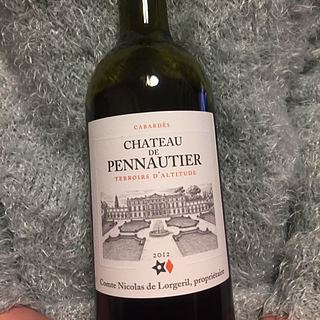 CABARDÈS
CHATEAU
DE
PENNAUTIER
TERROIRS D'ALTITUDE
2012
Comte Nicolas de Lorgeril, propriétaire